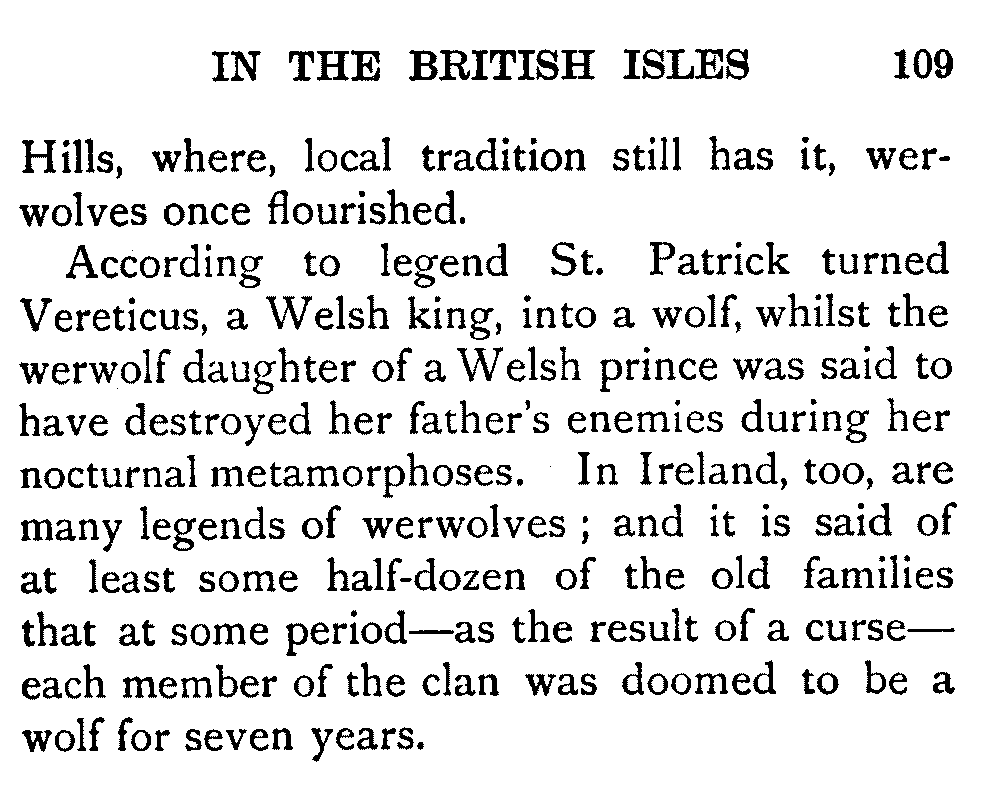 IN THE BRITISH ISLES 109
Hills, where, local tradition still has it, wer-
wolves once flourished.
According to legend St. Patrick turned
Vereticus, a Welsh king, into a wolf, whilst the
werwolf daughter of a Welsh prince was said to
have destroyed her father's enemies during her
nocturnal metamorphoses. In Ireland, too, are
many legends of werwolves ; and it is said of
at least some half-dozen of the old families
that at some period—as the result of a curse—
each member of the clan was doomed to be a
wolf for seven years.